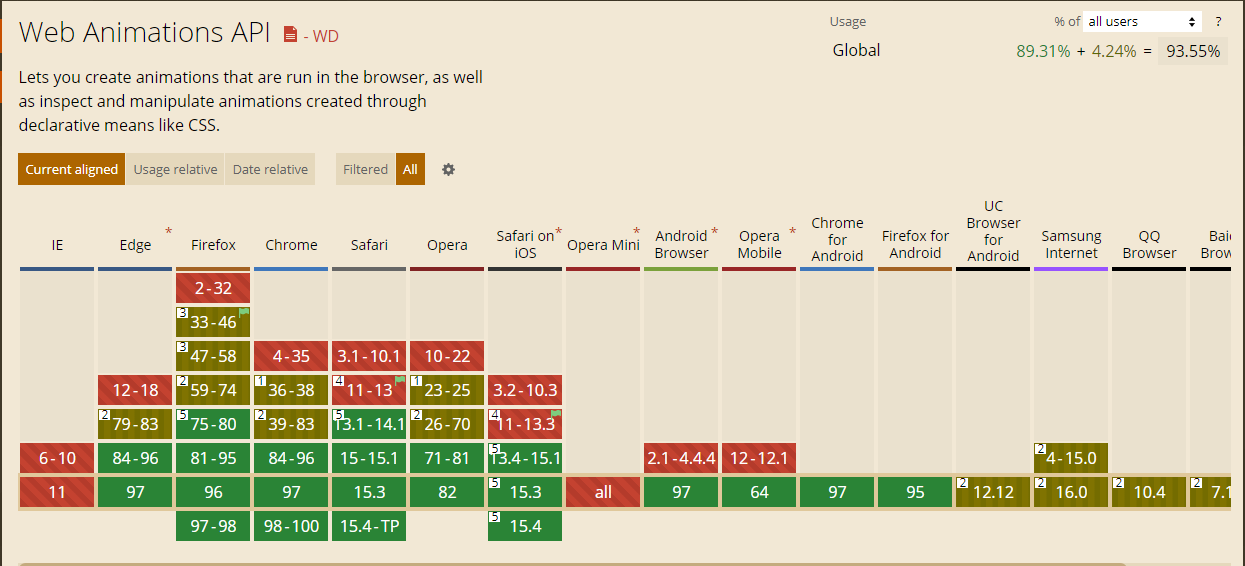 Web Animations API - WD
Usage % of all users ?
Global 89.31% + 4.24% = 93.55%
Lets you create animations that are run in the browser, as well
as inspect and manipulate animations created through
declarative means like CSS.
Current aligned Usage relative Date relative Filtered All
IE
Edge *
Firefox
Chrome
Safari
Opera
Safari on *
iOS
Opera Mini *
Android *
Browser
Opera *
Mobile
Chrome
for
Android
Firefox for
Android
UC
Browser
for
Android
Samsung
Internet
QQ
Browser
2-32
3 33-46
3 47-58 4-35 3.1-10.1 10-22
12-18 2 59-74 1 36-38 4 11-13 1 23-25 3.2-10.3
2 79-83 5 75-80 2 39-83 5 13.1-14.1 2 26-70 4 11-13.3
6-10 84-96 81-95 84-96 15-15.1 71-81 5 13.4-15.1 2.1-4.4.4 12-12.1 2 4-15.0
11 97 96 97 15.3 82 5 15.3 all 97 64 97 95 2 12.12 2 16.0 2 10.4 2
97-98 98-100 15.4-TP 5 15.4